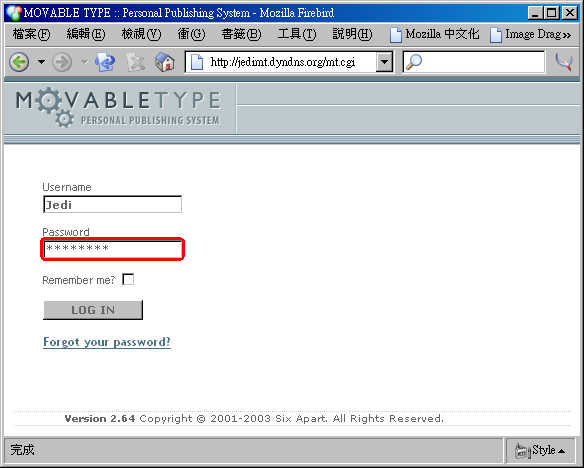 MOVABLE TYPE :: Personal Publishing System - Mozilla Firebird
檔案(F) 編輯(E) 檢視(V) 衝(G) 書籤(B) 工具(T) 說明(H) Mozilla 中文化 Image Drag »
http://jedimt.dyndns.org/mt.cgi
MOVABLETYPE
PERSONAL PUBLISHING SYSTEM
Username
Jedi
Password
********
Remember me?
LOG IN
Forgot your password?
Version 2.64 Copyright © 2001-2003 Six Apart. All Rights Reserved.
完成 Style